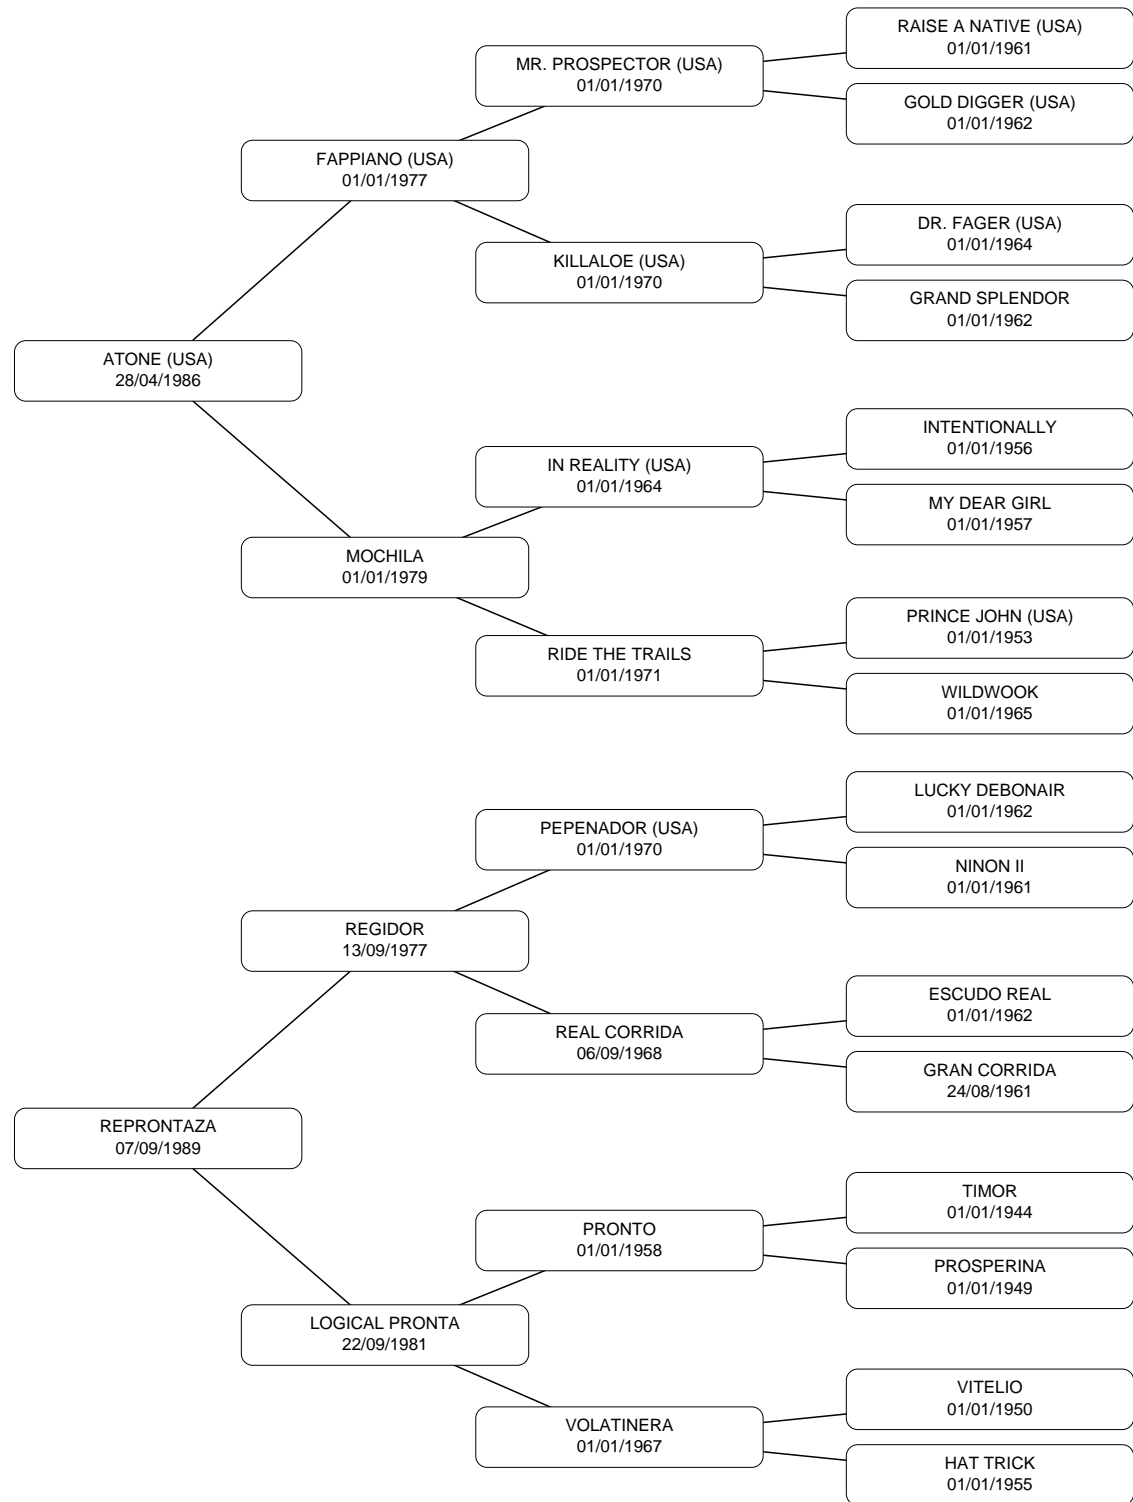 RAISE A NATIVE (USA)
01/01/1961
MR. PROSPECTOR (USA)
01/01/1970
GOLD DIGGER (USA)
01/01/1962
FAPPIANO (USA)
01/01/1977
DR. FAGER (USA)
01/01/1964
KILLALOE (USA)
01/01/1970
GRAND SPLENDOR
01/01/1962
ATONE (USA)
28/04/1986
INTENTIONALLY
01/01/1956
IN REALITY (USA)
01/01/1964
MY DEAR GIRL
01/01/1957
MOCHILA
01/01/1979
PRINCE JOHN (USA)
01/01/1953
RIDE THE TRAILS
01/01/1971
WILDWOOK
01/01/1965
LUCKY DEBONAIR
01/01/1962
PEPENADOR (USA)
01/01/1970
NINON II
01/01/1961
REGIDOR
13/09/1977
ESCUDO REAL
01/01/1962
REAL CORRIDA
06/09/1968
GRAN CORRIDA
24/08/1961
REPRONTAZA
07/09/1989
TIMOR
01/01/1944
PRONTO
01/01/1958
PROSPERINA
01/01/1949
LOGICAL PRONTA
22/09/1981
VITELIO
01/01/1950
VOLATINERA
01/01/1967
HAT TRICK
01/01/1955